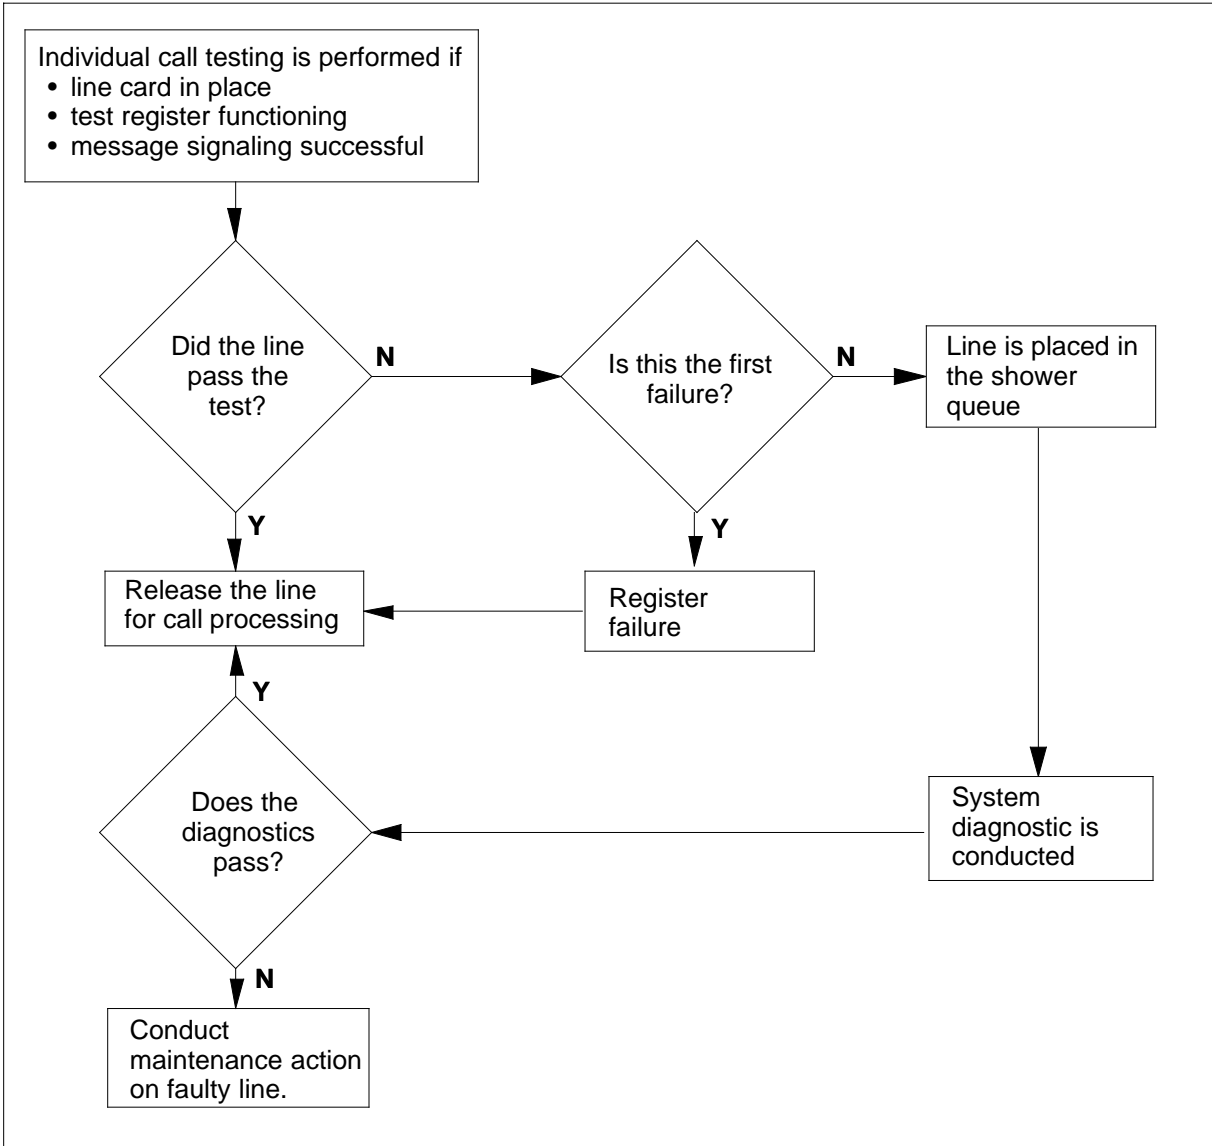 Individual call testing is performed if
• line card in place
• test register functioning
• message signaling successful
Did the line
pass the
test?
N
Is this the first
failure?
N
Line is placed in
the shower
queue
Y
Y
Release the line
for call processing
Register
failure
Y
Does the
diagnostics
pass?
System
diagnostic is
conducted
N
Conduct
maintenance action
on faulty line.